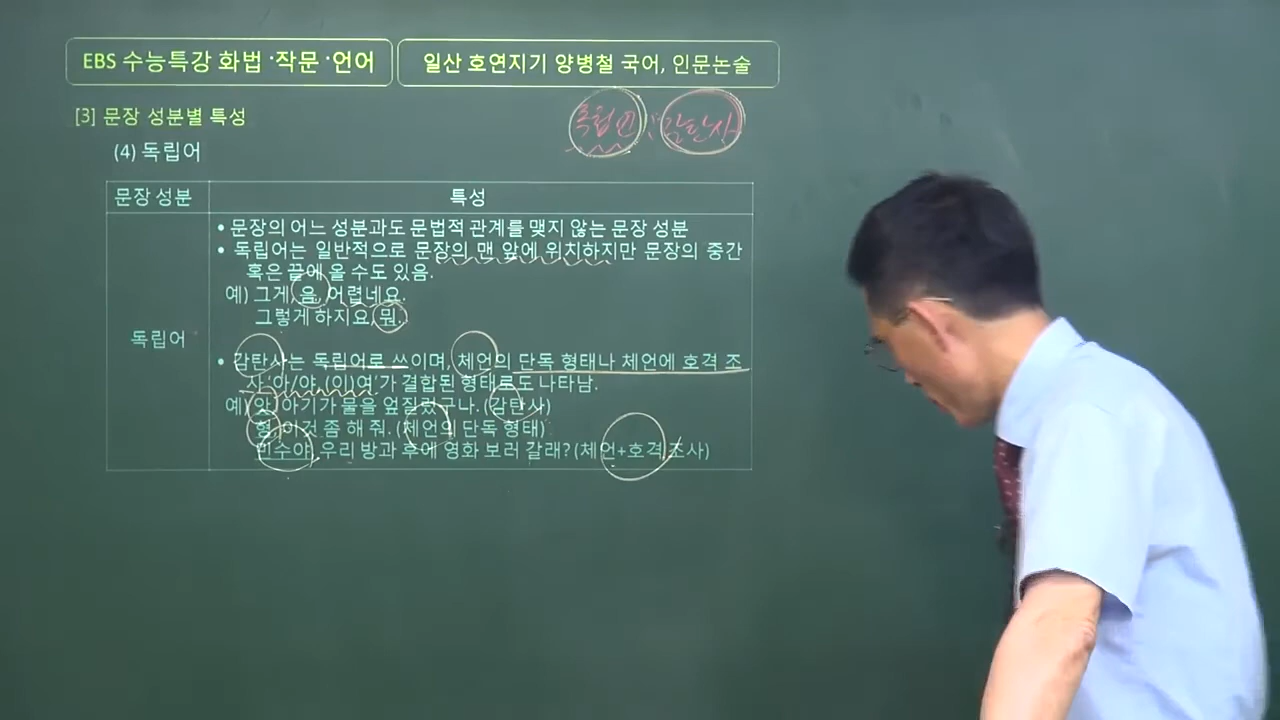 EBS 수능특강 화법·작문·언어
일산 호연지기 양병철 국어, 인문논술
[3] 문장 성분별 특성
독립언 감탄사
(4) 독립어
문장 성분
특성
독립어
• 문장의 어느 성분과도 문법적 관계를 맺지 않는 문장 성분
• 독립어는 일반적으로 문장의 맨 앞에 위치하지만 문장의 중간
혹은 끝에 올 수도 있음.
예) 그게, 음, 어렵네요.
그렇게 하지요, 뭐.
• 감탄사는 독립어로 쓰이며, 체언의 단독 형태나 체언에 호격 조
사 '아/야, (이)여'가 결합된 형태로도 나타남.
예) 앗, 아기가 물을 엎질렀구나. (감탄사)
형, 이것 좀 해 줘. (체언의 단독 형태)
민수야, 우리 방과 후에 영화 보러 갈래? (체언+호격 조사)